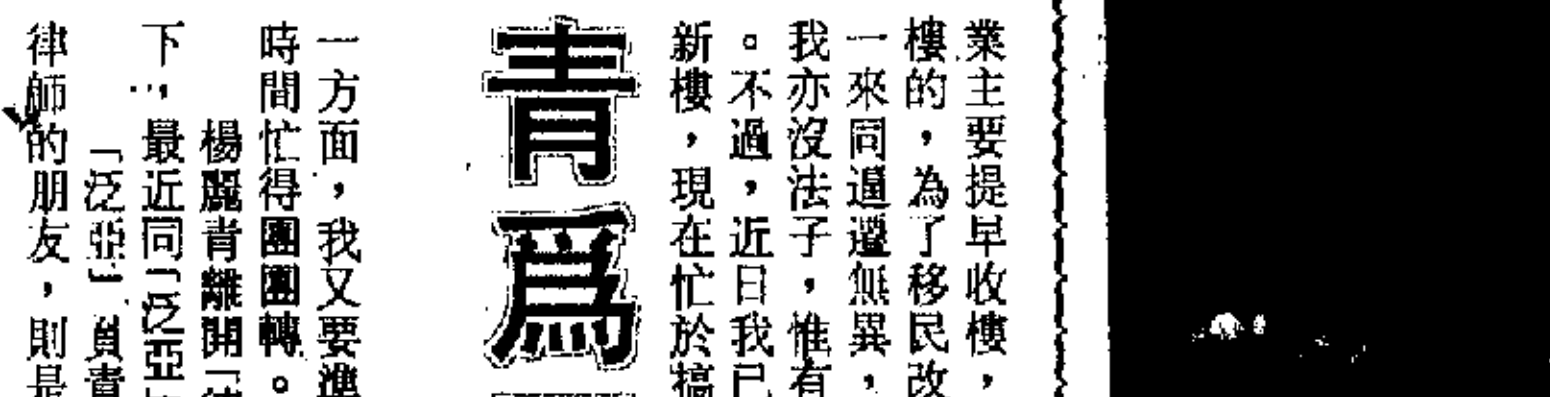 業主要提早收樓，
樓的，為了移民改
一來同逼遷無異，
我亦沒法子，惟有
。不過，近日我已
新樓，現在忙於搞
青為
一方面，我又要準
時間忙得團團轉。
楊麗青離開「律
下…，最近同「泛亞
「泛亞」負責
律師的朋友，則是